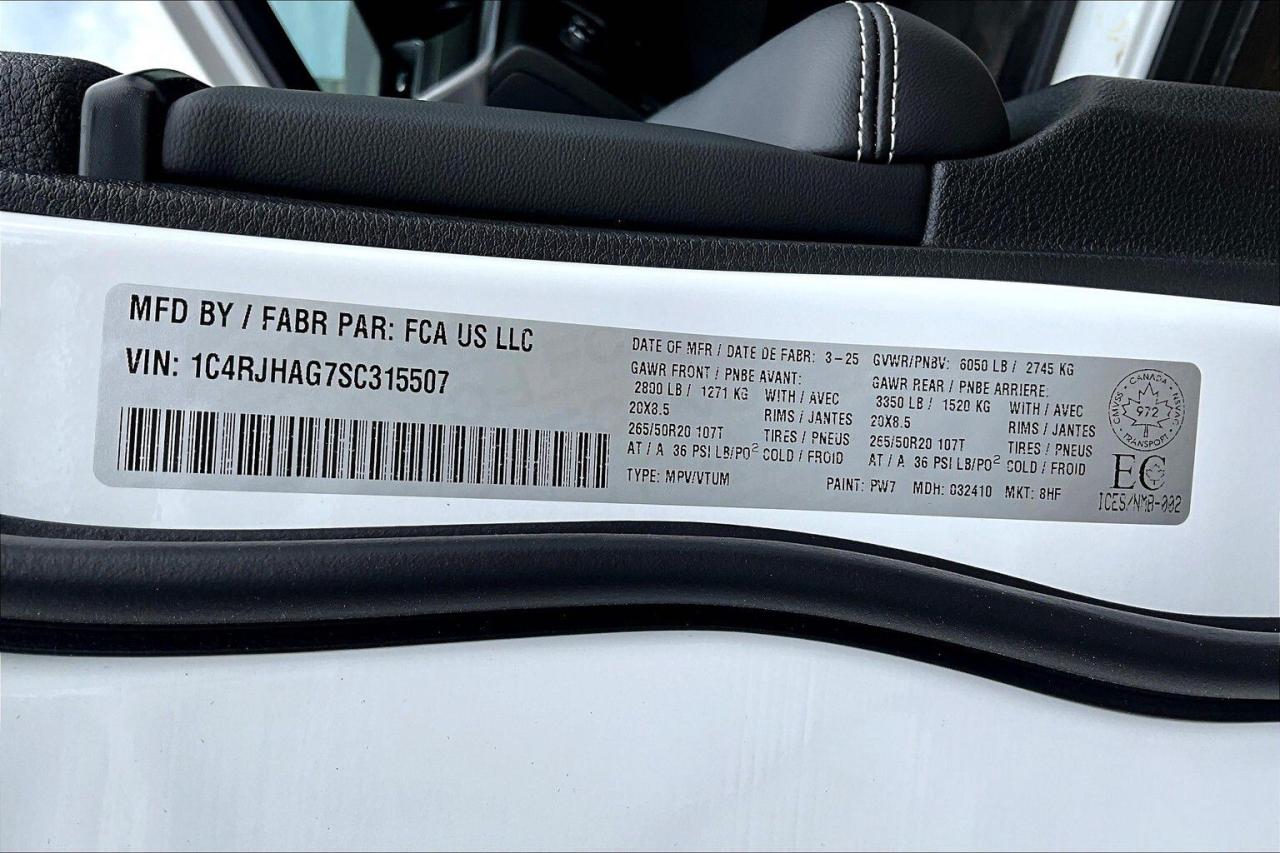 MFD BY / FABR PAR: FCA US LLC
VIN: 1C4RJHAG7SC315507
DATE OF MFR / DATE DE FABR: 3-25 GVWR/PNBV: 6050 LB / 2745 KG
GAWR FRONT / PNBE AVANT: GAWR REAR / PNBE ARRIERE:
2800 LB / 1271 KG WITH / AVEC 3350 LB / 1520 KG WITH / AVEC
20X8.5 RIMS / JANTES 20X8.5 RIMS / JANTES
265/50R20 107T TIRES / PNEUS 265/50R20 107T TIRES / PNEUS
AT / A 36 PSI LB/PO² COLD / FROID AT / A 36 PSI LB/PO² COLD / FROID
TYPE: MPV/VTUM PAINT: PW7 MDH: 032410 MKT: 8HF
CANADA
CMVSS NSVAC
972
TRANSPORT
EC
ICES/NMB-002